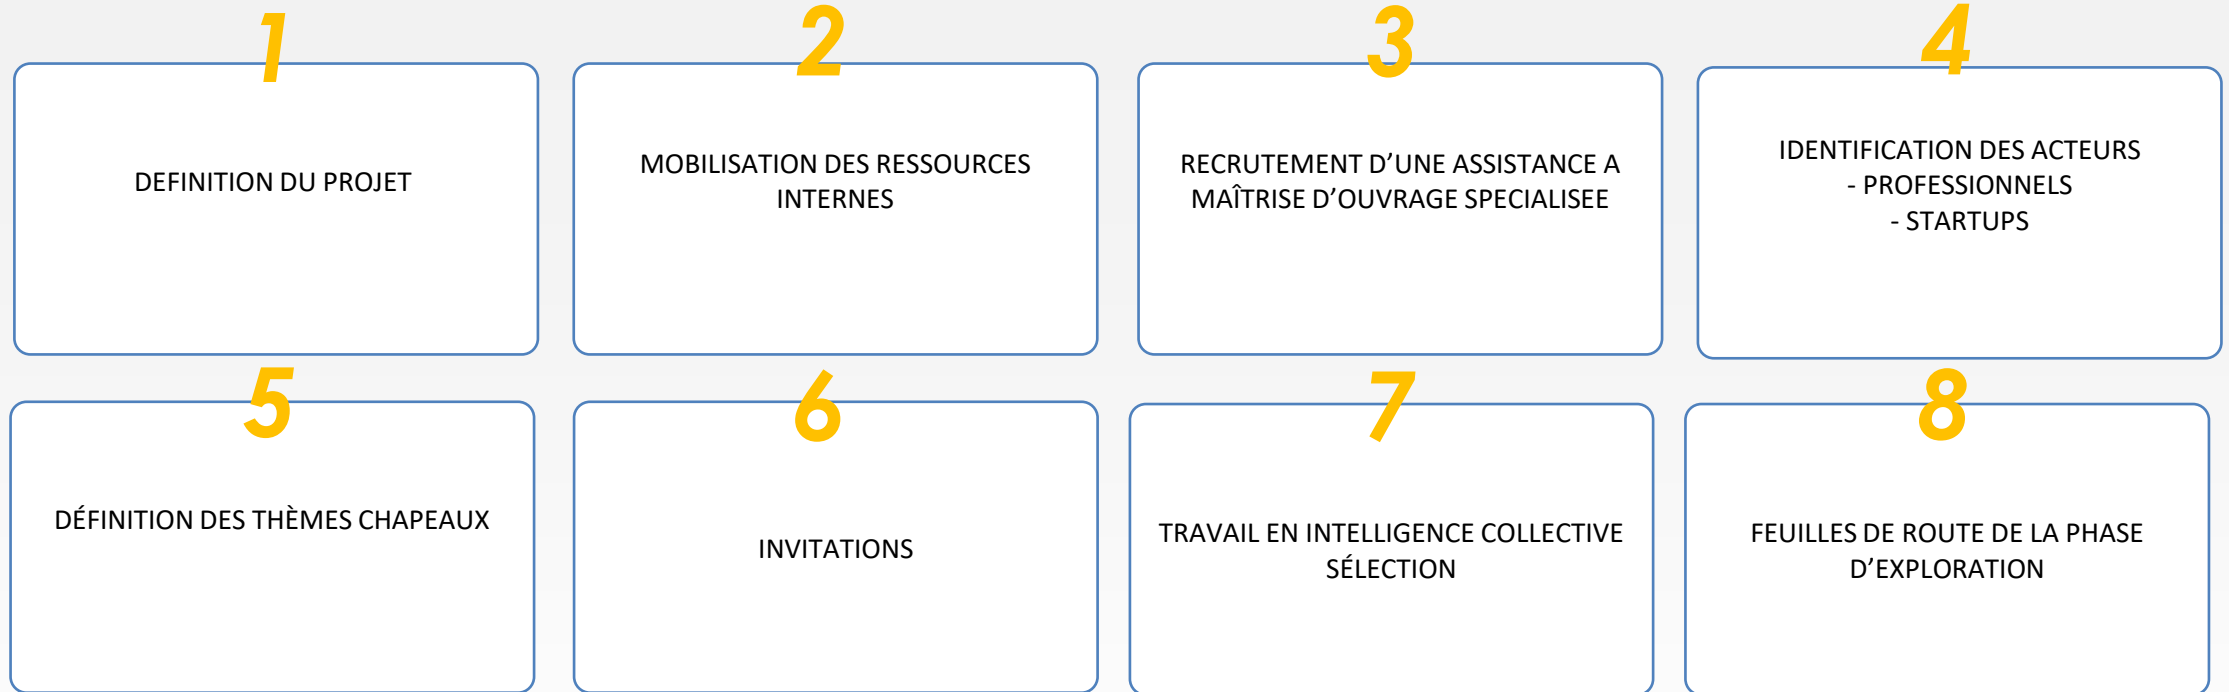 1
DEFINITION DU PROJET
2
MOBILISATION DES RESSOURCES
INTERNES
3
RECRUTEMENT D’UNE ASSISTANCE A
MAÎTRISE D’OUVRAGE SPECIALISEE
4
IDENTIFICATION DES ACTEURS
- PROFESSIONNELS
- STARTUPS
5
DÉFINITION DES THÈMES CHAPEAUX
6
INVITATIONS
7
TRAVAIL EN INTELLIGENCE COLLECTIVE
SÉLECTION
8
FEUILLES DE ROUTE DE LA PHASE
D’EXPLORATION